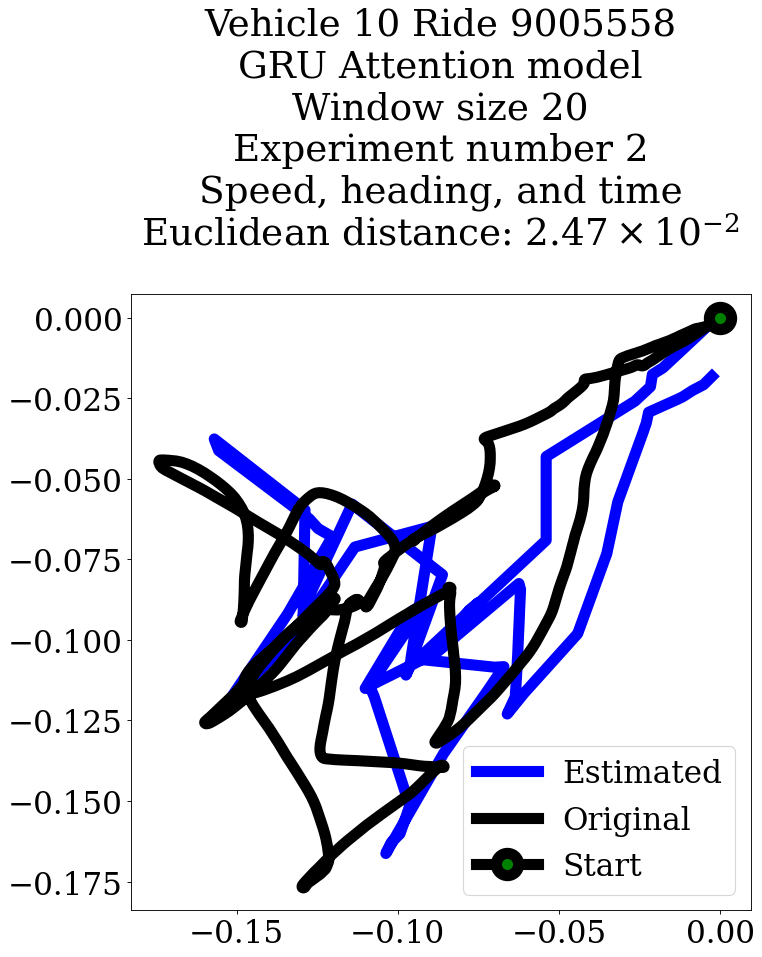 Vehicle 10 Ride 9005558
GRU Attention model
Window size 20
Experiment number 2
Speed, heading, and time
Euclidean distance: 2.47 × 10⁻²
0.000
−0.025
−0.050
−0.075
−0.100
−0.125
−0.150
−0.175
Estimated
Original
Start
−0.15
−0.10
−0.05
0.00